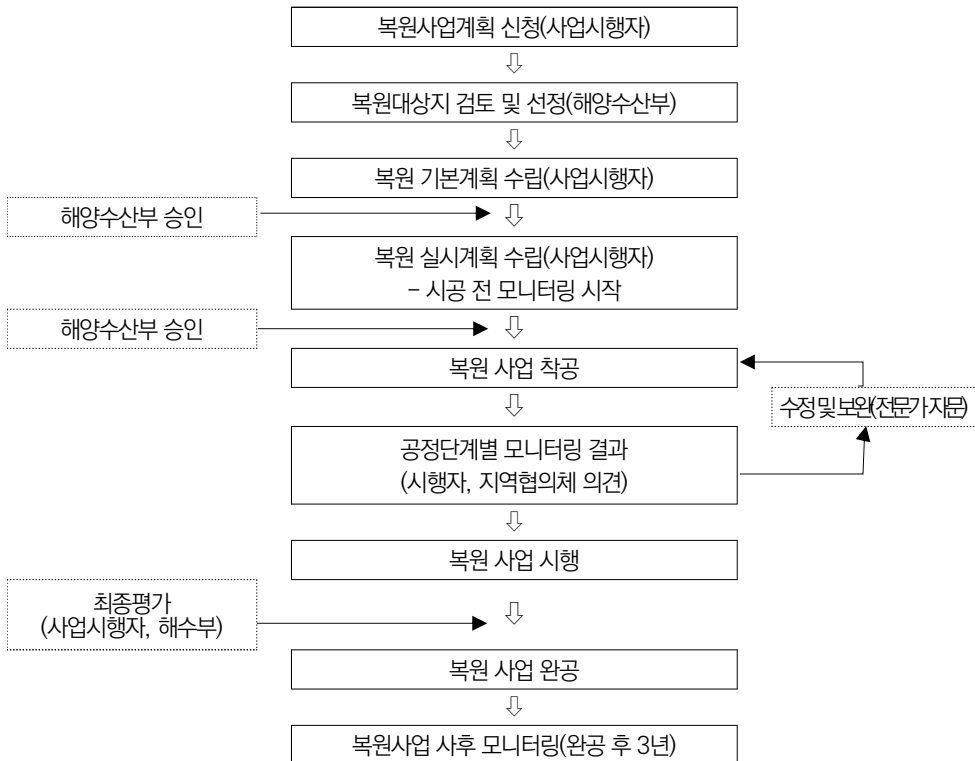 복원사업계획 신청(사업시행자)
복원대상지 검토 및 선정(해양수산부)
복원 기본계획 수립(사업시행자)
해양수산부 승인
복원 실시계획 수립(사업시행자)
– 시공 전 모니터링 시작
해양수산부 승인
복원 사업 착공
수정 및 보완(전문가 자문)
공정단계별 모니터링 결과
(시행자, 지역협의체 의견)
복원 사업 시행
최종평가
(사업시행자, 해수부)
복원 사업 완공
복원사업 사후 모니터링(완공 후 3년)